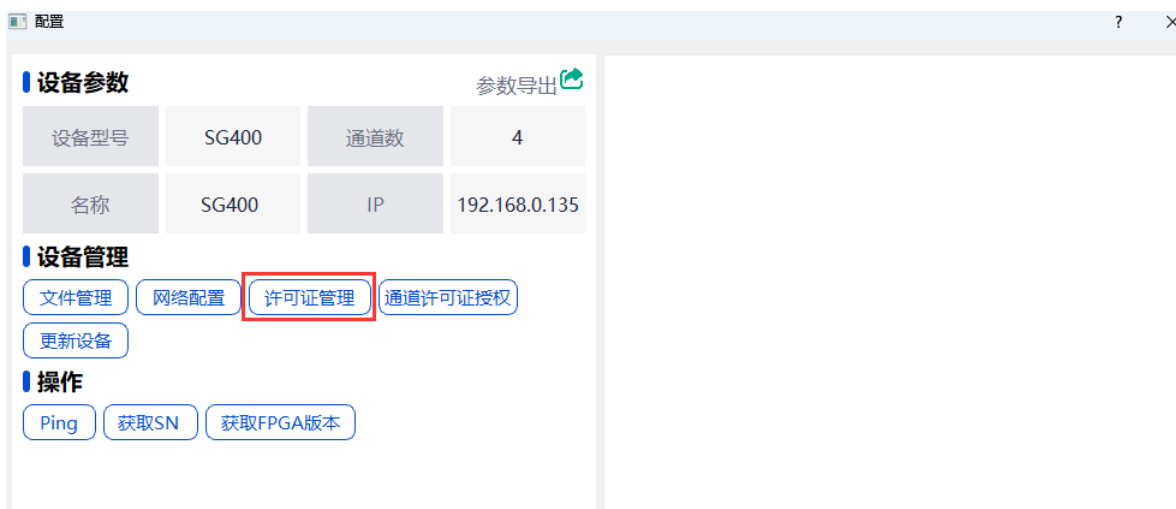 配置 ?
设备参数 参数导出
设备型号 SG400 通道数 4
名称 SG400 IP 192.168.0.135
设备管理
文件管理 网络配置 许可证管理 通道许可证授权
更新设备
操作
Ping 获取SN 获取FPGA版本